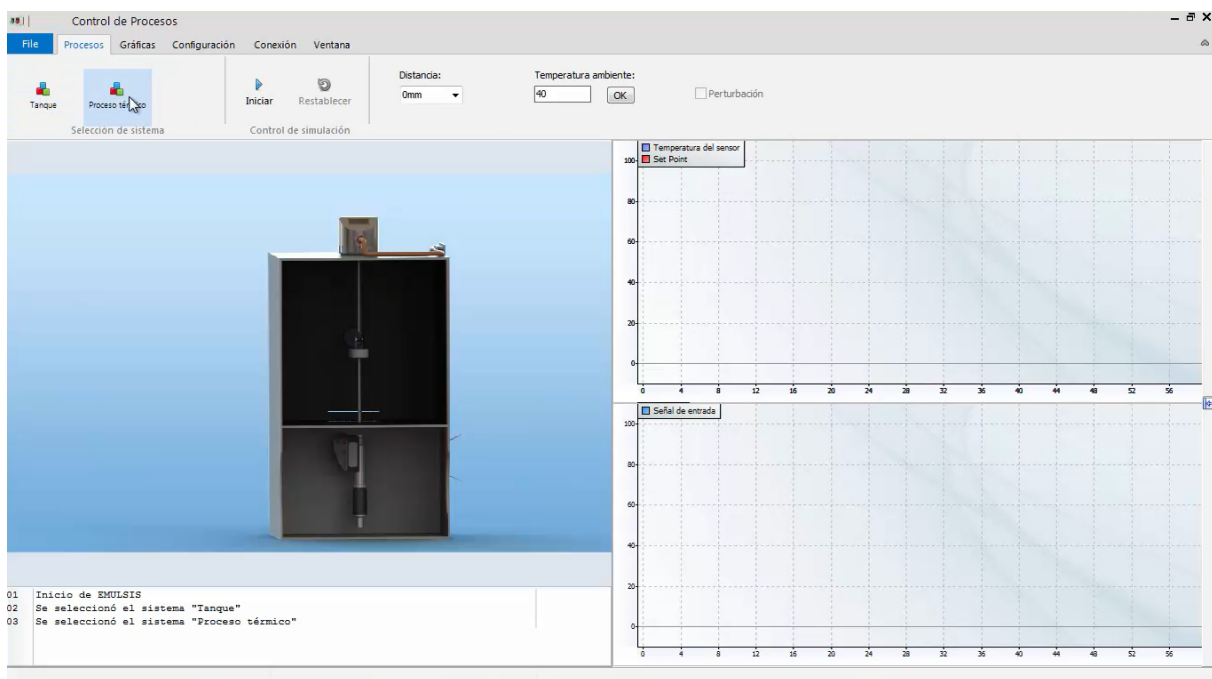 Control de Procesos
File Procesos Gráficas Configuración Conexión Ventana
Distancia: Temperatura ambiente:
0mm 40 OK Perturbación
Tanque Proceso térmico Iniciar Restablecer
Selección de sistema Control de simulación
Temperatura del sensor
Set Point
100
80
60
40
20
0
0 4 8 12 16 20 24 28 32 36 40 44 48 52 56
Señal de entrada
100
80
60
40
20
0
0 4 8 12 16 20 24 28 32 36 40 44 48 52 56
01 Inicio de EMULSIS
02 Se seleccionó el sistema "Tanque"
03 Se seleccionó el sistema "Proceso térmico"